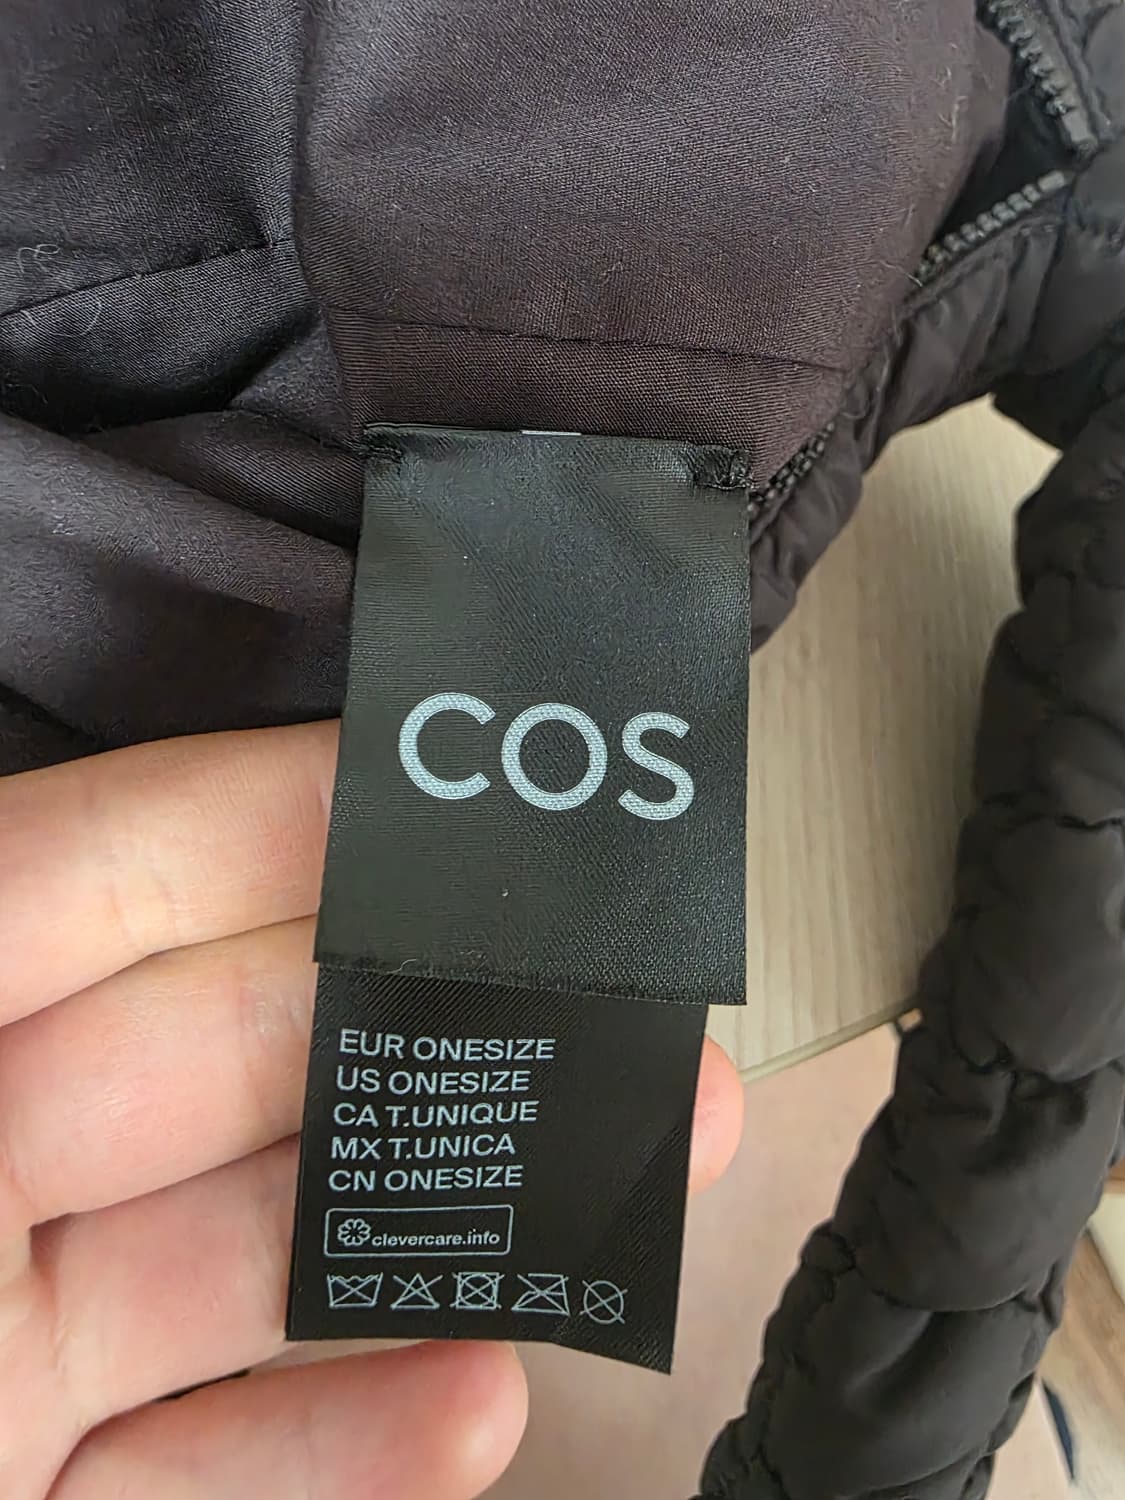 COS
EUR ONESIZE
US ONESIZE
CA T.UNIQUE
MX T.UNICA
CN ONESIZE
clevercare.info